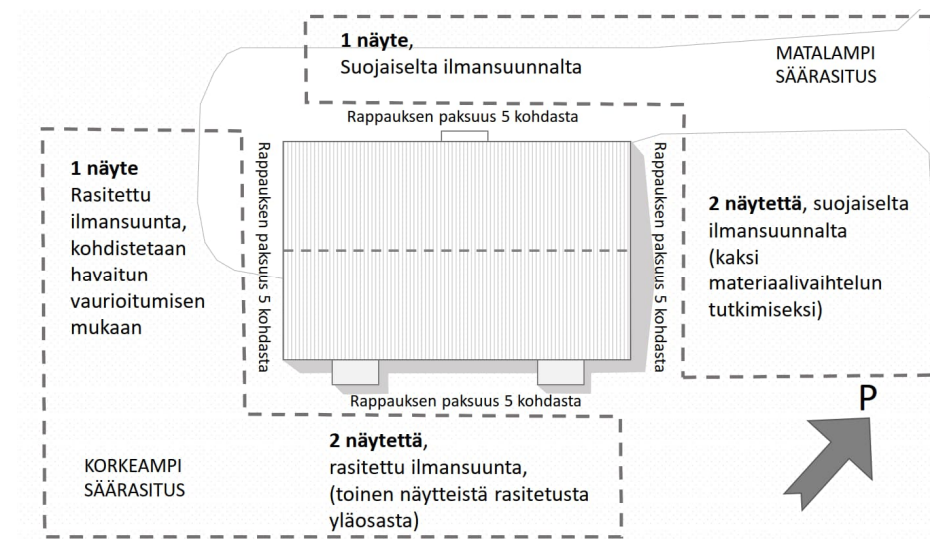 1 näyte,
Suojaiselta ilmansuunnalta
MATALAMPI
SÄÄRASITUS
Rappauksen paksuus 5 kohdasta
1 näyte
Rasitettu
ilmansuunta,
kohdistetaan
havaitun
vaurioitumisen
mukaan
Rappauksen paksuus 5 kohdasta
Rappauksen paksuus 5 kohdasta
2 näytettä, suojaiselta
ilmansuunnalta
(kaksi
materiaalivaihtelun
tutkimiseksi)
Rappauksen paksuus 5 kohdasta
P
KORKEAMPI
SÄÄRASITUS
2 näytettä,
rasitettu ilmansuunta,
(toinen näytteistä rasitetusta
yläosasta)